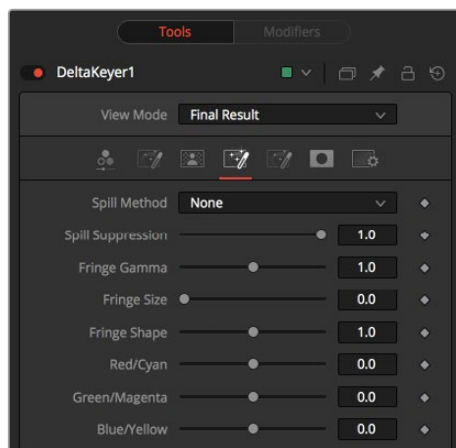 Tools Modifiers
DeltaKeyer1
View Mode Final Result
Spill Method None
Spill Suppression 1.0
Fringe Gamma 1.0
Fringe Size 0.0
Fringe Shape 1.0
Red/Cyan 0.0
Green/Magenta 0.0
Blue/Yellow 0.0